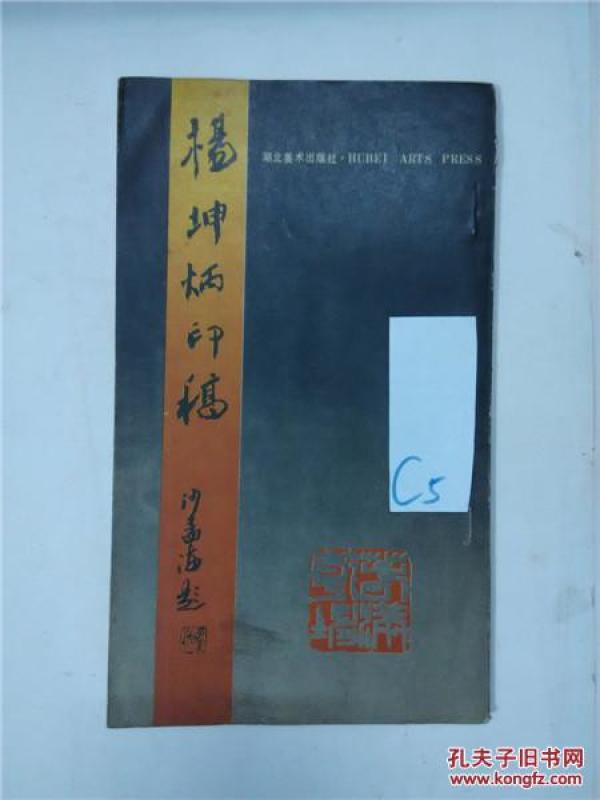 楊坤炳印稿
沙孟海题
湖北美术出版社·HUBEI ARTS PRESS
C5
孔夫子旧书网
www.kongfz.com